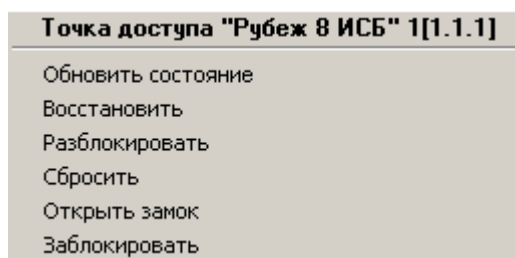 Точка доступа "Рубеж 8 ИСБ" 1[1.1.1]
Обновить состояние
Восстановить
Разблокировать
Сбросить
Открыть замок
Заблокировать